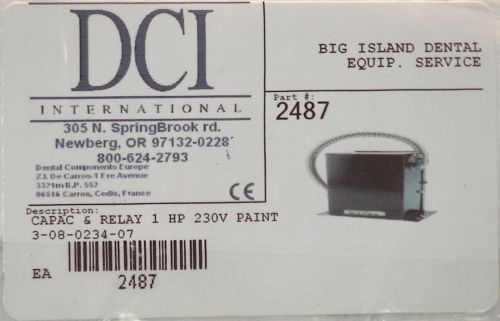 DCI
INTERNATIONAL
305 N. SpringBrook rd.
Newberg, OR 97132-0228
800-624-2793
Dental Components Europe
Z.I. De Carros-1 Ere Avenue
3321m B.P. 552
06516 Carros, Cedix, France
CE
BIG ISLAND DENTAL
EQUIP. SERVICE
Part #:
2487
Description:
CAPAC & RELAY 1 HP 230V PAINT
3-08-0234-07
EA
2487